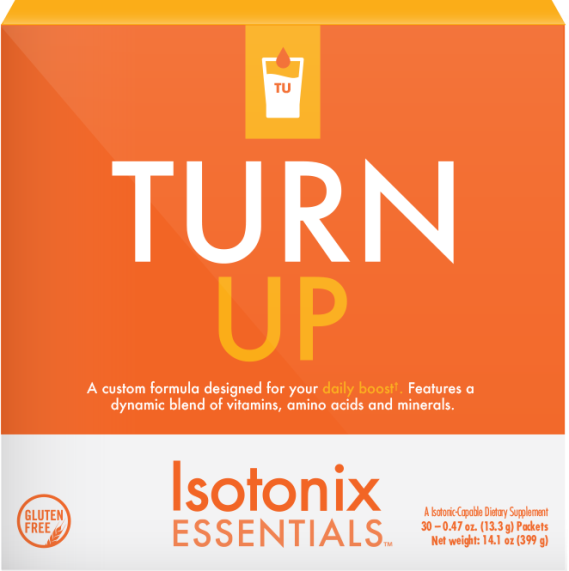 TU
TURN
UP
A custom formula designed for your daily boost†. Features a
dynamic blend of vitamins, amino acids and minerals.
Isotonix
ESSENTIALS™
GLUTEN
FREE
A Isotonic-Capable Dietary Supplement
30 – 0.47 oz. (13.3 g) Packets
Net weight: 14.1 oz (399 g)